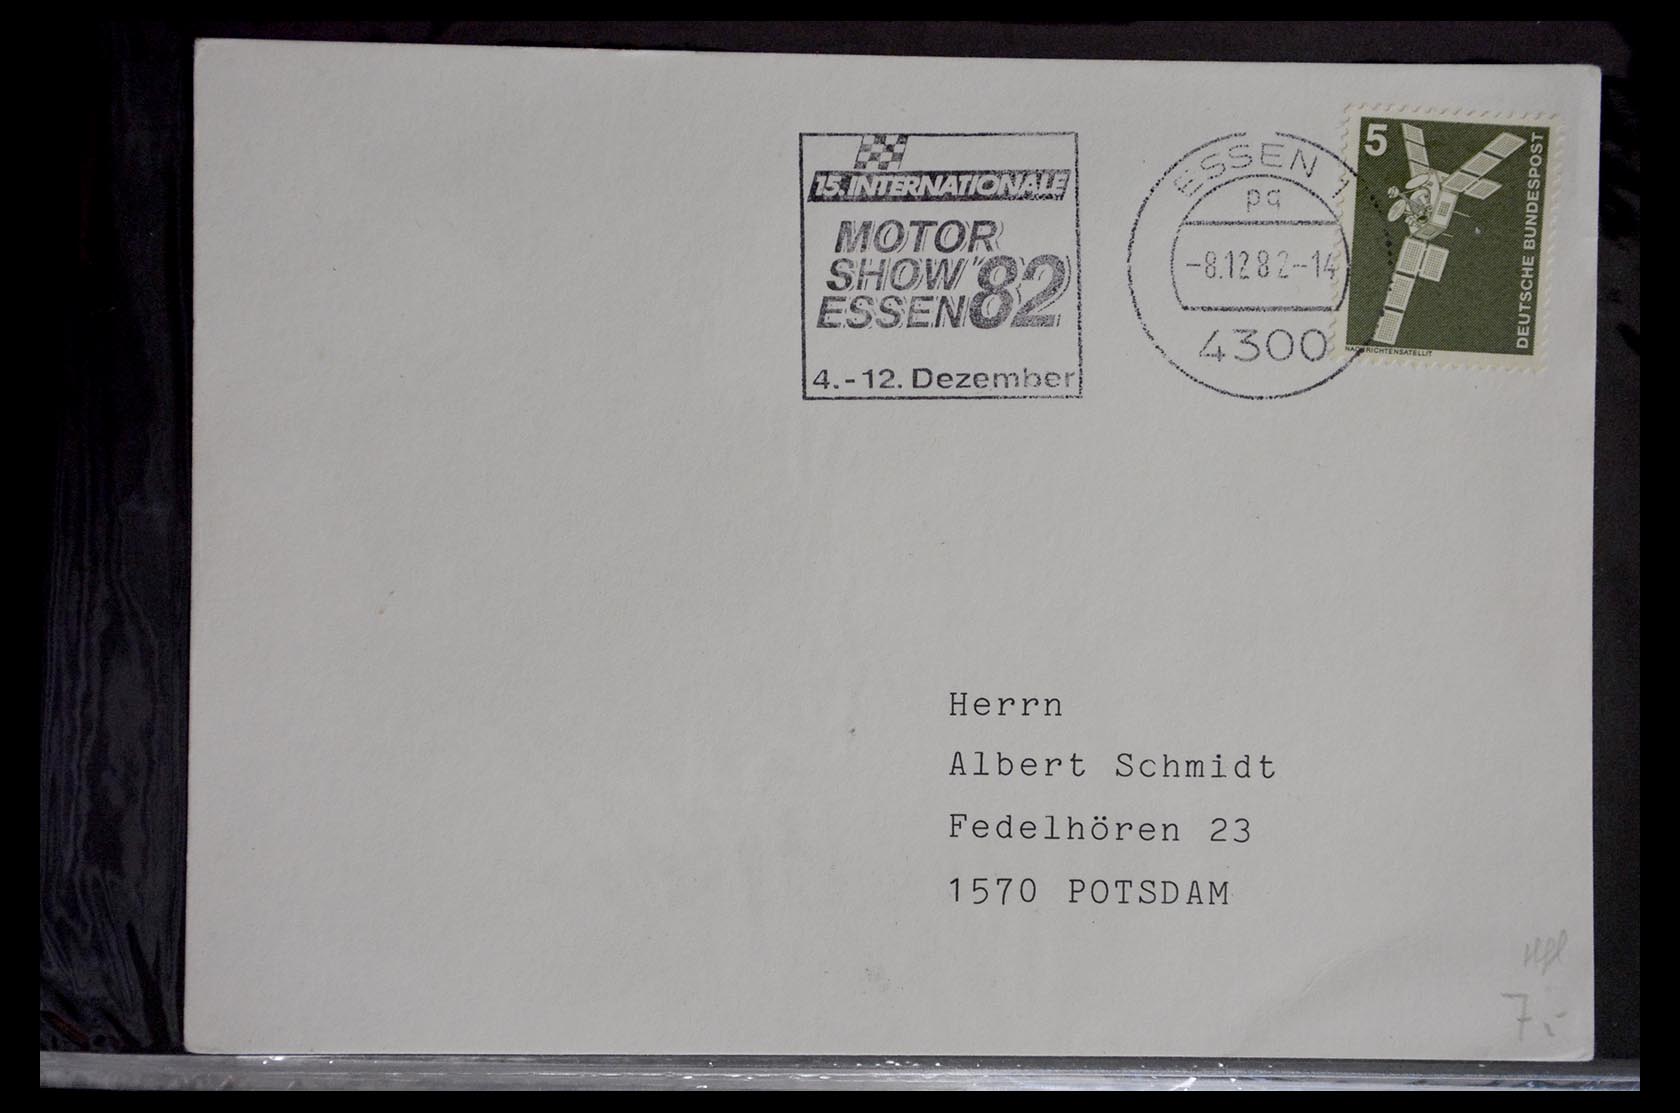 15. INTERNATIONALE
MOTOR
SHOW '82
ESSEN
4.-12. Dezember
ESSEN 1
pq
-8.12.82--14
4300
5
DEUTSCHE BUNDESPOST
NACHRICHTENSATELLIT
Herrn
Albert Schmidt
Fedelhören 23
1570 POTSDAM
7.-